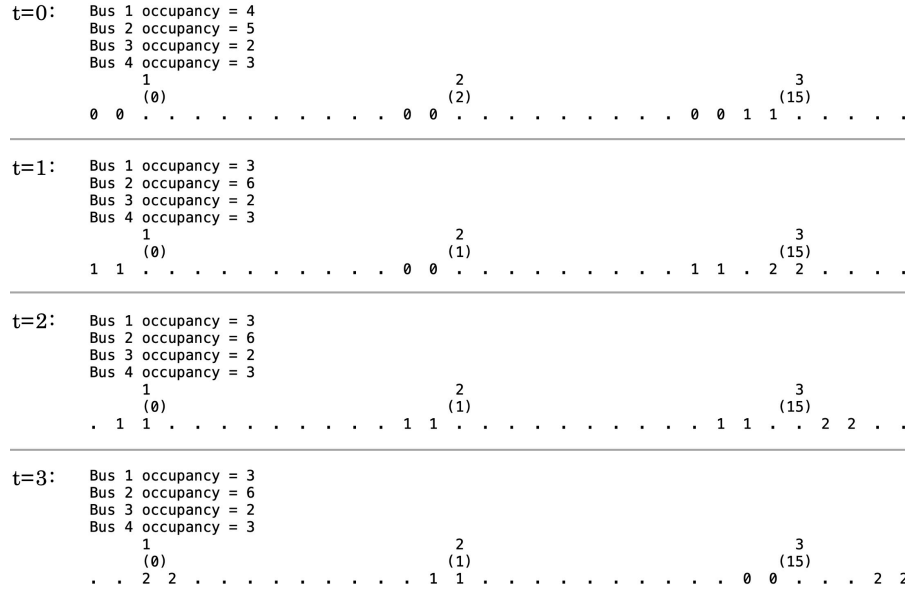 t=0: Bus 1 occupancy = 4
Bus 2 occupancy = 5
Bus 3 occupancy = 2
Bus 4 occupancy = 3
1 2 3
(0) (2) (15)
0 0 . . . . . . . . . . 0 0 . . . . . . . . . 0 0 1 1 . . . . .
t=1: Bus 1 occupancy = 3
Bus 2 occupancy = 6
Bus 3 occupancy = 2
Bus 4 occupancy = 3
1 2 3
(0) (1) (15)
1 1 . . . . . . . . . . 0 0 . . . . . . . . . 1 1 . 2 2 . . . .
t=2: Bus 1 occupancy = 3
Bus 2 occupancy = 6
Bus 3 occupancy = 2
Bus 4 occupancy = 3
1 2 3
(0) (1) (15)
. 1 1 . . . . . . . . . 1 1 . . . . . . . . . . 1 1 . . 2 2 . .
t=3: Bus 1 occupancy = 3
Bus 2 occupancy = 6
Bus 3 occupancy = 2
Bus 4 occupancy = 3
1 2 3
(0) (1) (15)
. . 2 2 . . . . . . . . . 1 1 . . . . . . . . . . 0 0 . . . 2 2